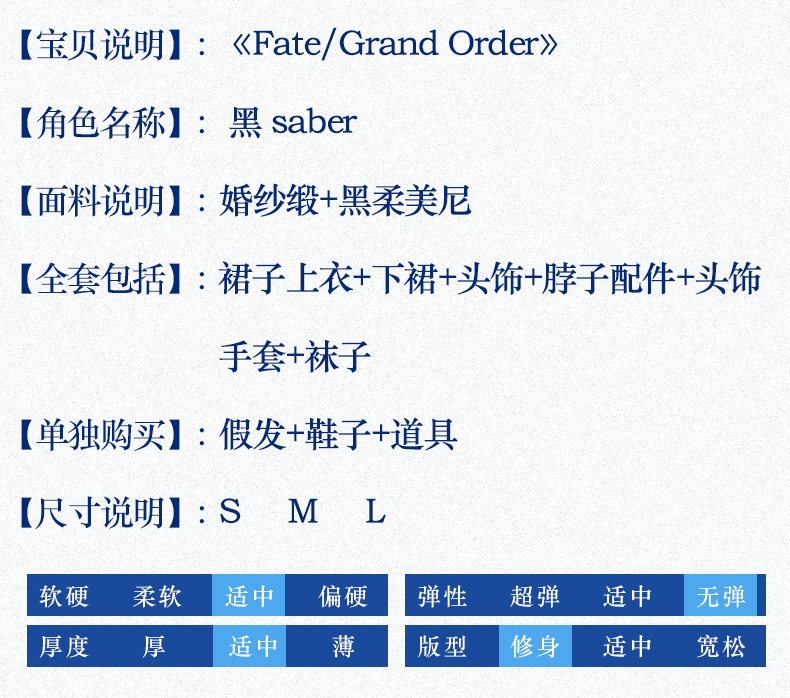 【宝贝说明】：《Fate/Grand Order》
【角色名称】： 黑 saber
【面料说明】：婚纱缎+黑柔美尼
【全套包括】：裙子上衣+下裙+头饰+脖子配件+头饰
手套+袜子
【单独购买】：假发+鞋子+道具
【尺寸说明】：S M L
软硬 柔软 适中 偏硬 弹性 超弹 适中 无弹
厚度 厚 适中 薄 版型 修身 适中 宽松